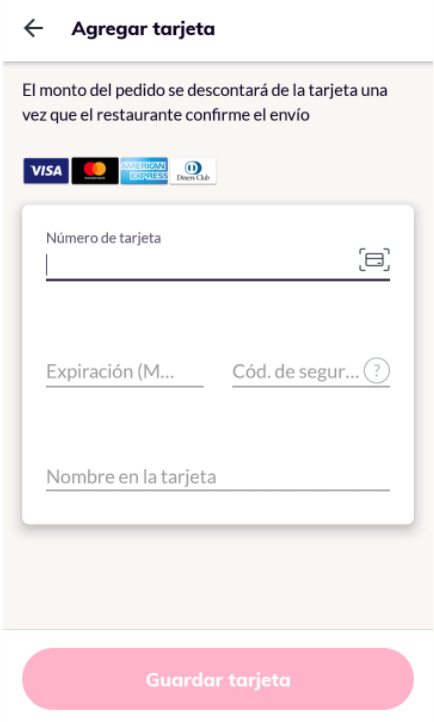 Agregar tarjeta
El monto del pedido se descontará de la tarjeta una
vez que el restaurante confirme el envío
VISA AMERICAN EXPRESS Diners Club
Número de tarjeta
Expiración (M...
Cód. de segur... ?
Nombre en la tarjeta
Guardar tarjeta